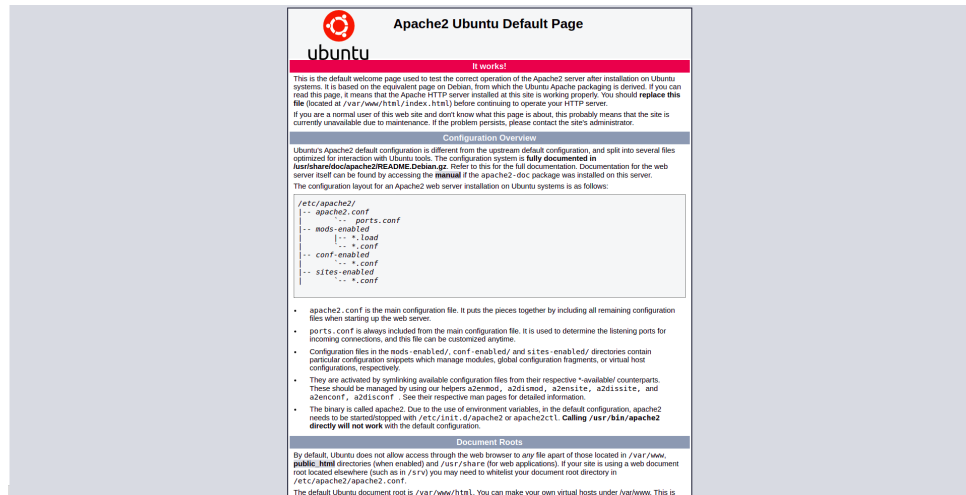 Apache2 Ubuntu Default Page
ubuntu
It works!
This is the default welcome page used to test the correct operation of the Apache2 server after installation on Ubuntu
systems. It is based on the equivalent page on Debian, from which the Ubuntu Apache packaging is derived. If you can
read this page, it means that the Apache HTTP server installed at this site is working properly. You should replace this
file (located at /var/www/html/index.html) before continuing to operate your HTTP server.
If you are a normal user of this web site and don't know what this page is about, this probably means that the site is
currently unavailable due to maintenance. If the problem persists, please contact the site's administrator.
Configuration Overview
Ubuntu's Apache2 default configuration is different from the upstream default configuration, and split into several files
optimized for interaction with Ubuntu tools. The configuration system is fully documented in
/usr/share/doc/apache2/README.Debian.gz. Refer to this for the full documentation. Documentation for the web
server itself can be found by accessing the manual if the apache2-doc package was installed on this server.
The configuration layout for an Apache2 web server installation on Ubuntu systems is as follows:
/etc/apache2/
|-- apache2.conf
|       `--  ports.conf
|-- mods-enabled
|       |-- *.load
|       `-- *.conf
|-- conf-enabled
|       `-- *.conf
|-- sites-enabled
|       `-- *.conf
• apache2.conf is the main configuration file. It puts the pieces together by including all remaining configuration
files when starting up the web server.
• ports.conf is always included from the main configuration file. It is used to determine the listening ports for
incoming connections, and this file can be customized anytime.
• Configuration files in the mods-enabled/, conf-enabled/ and sites-enabled/ directories contain
particular configuration snippets which manage modules, global configuration fragments, or virtual host
configurations, respectively.
• They are activated by symlinking available configuration files from their respective *-available/ counterparts.
These should be managed by using our helpers a2enmod, a2dismod, a2ensite, a2dissite, and
a2enconf, a2disconf . See their respective man pages for detailed information.
• The binary is called apache2. Due to the use of environment variables, in the default configuration, apache2
needs to be started/stopped with /etc/init.d/apache2 or apache2ctl. Calling /usr/bin/apache2
directly will not work with the default configuration.
Document Roots
By default, Ubuntu does not allow access through the web browser to any file apart of those located in /var/www,
public_html directories (when enabled) and /usr/share (for web applications). If your site is using a web document
root located elsewhere (such as in /srv) you may need to whitelist your document root directory in
/etc/apache2/apache2.conf.
The default Ubuntu document root is /var/www/html. You can make your own virtual hosts under /var/www. This is